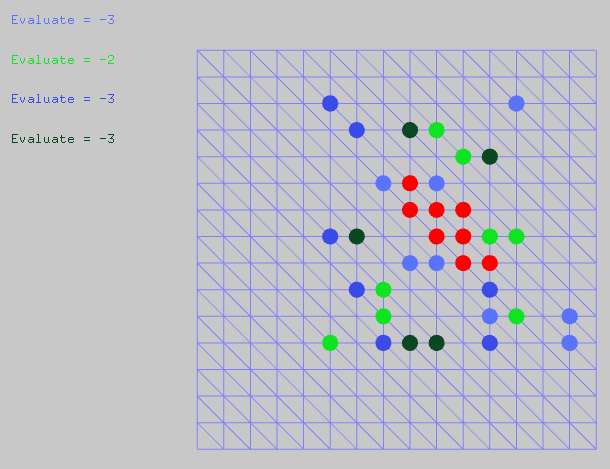 Evaluate = -3
Evaluate = -2
Evaluate = -3
Evaluate = -3